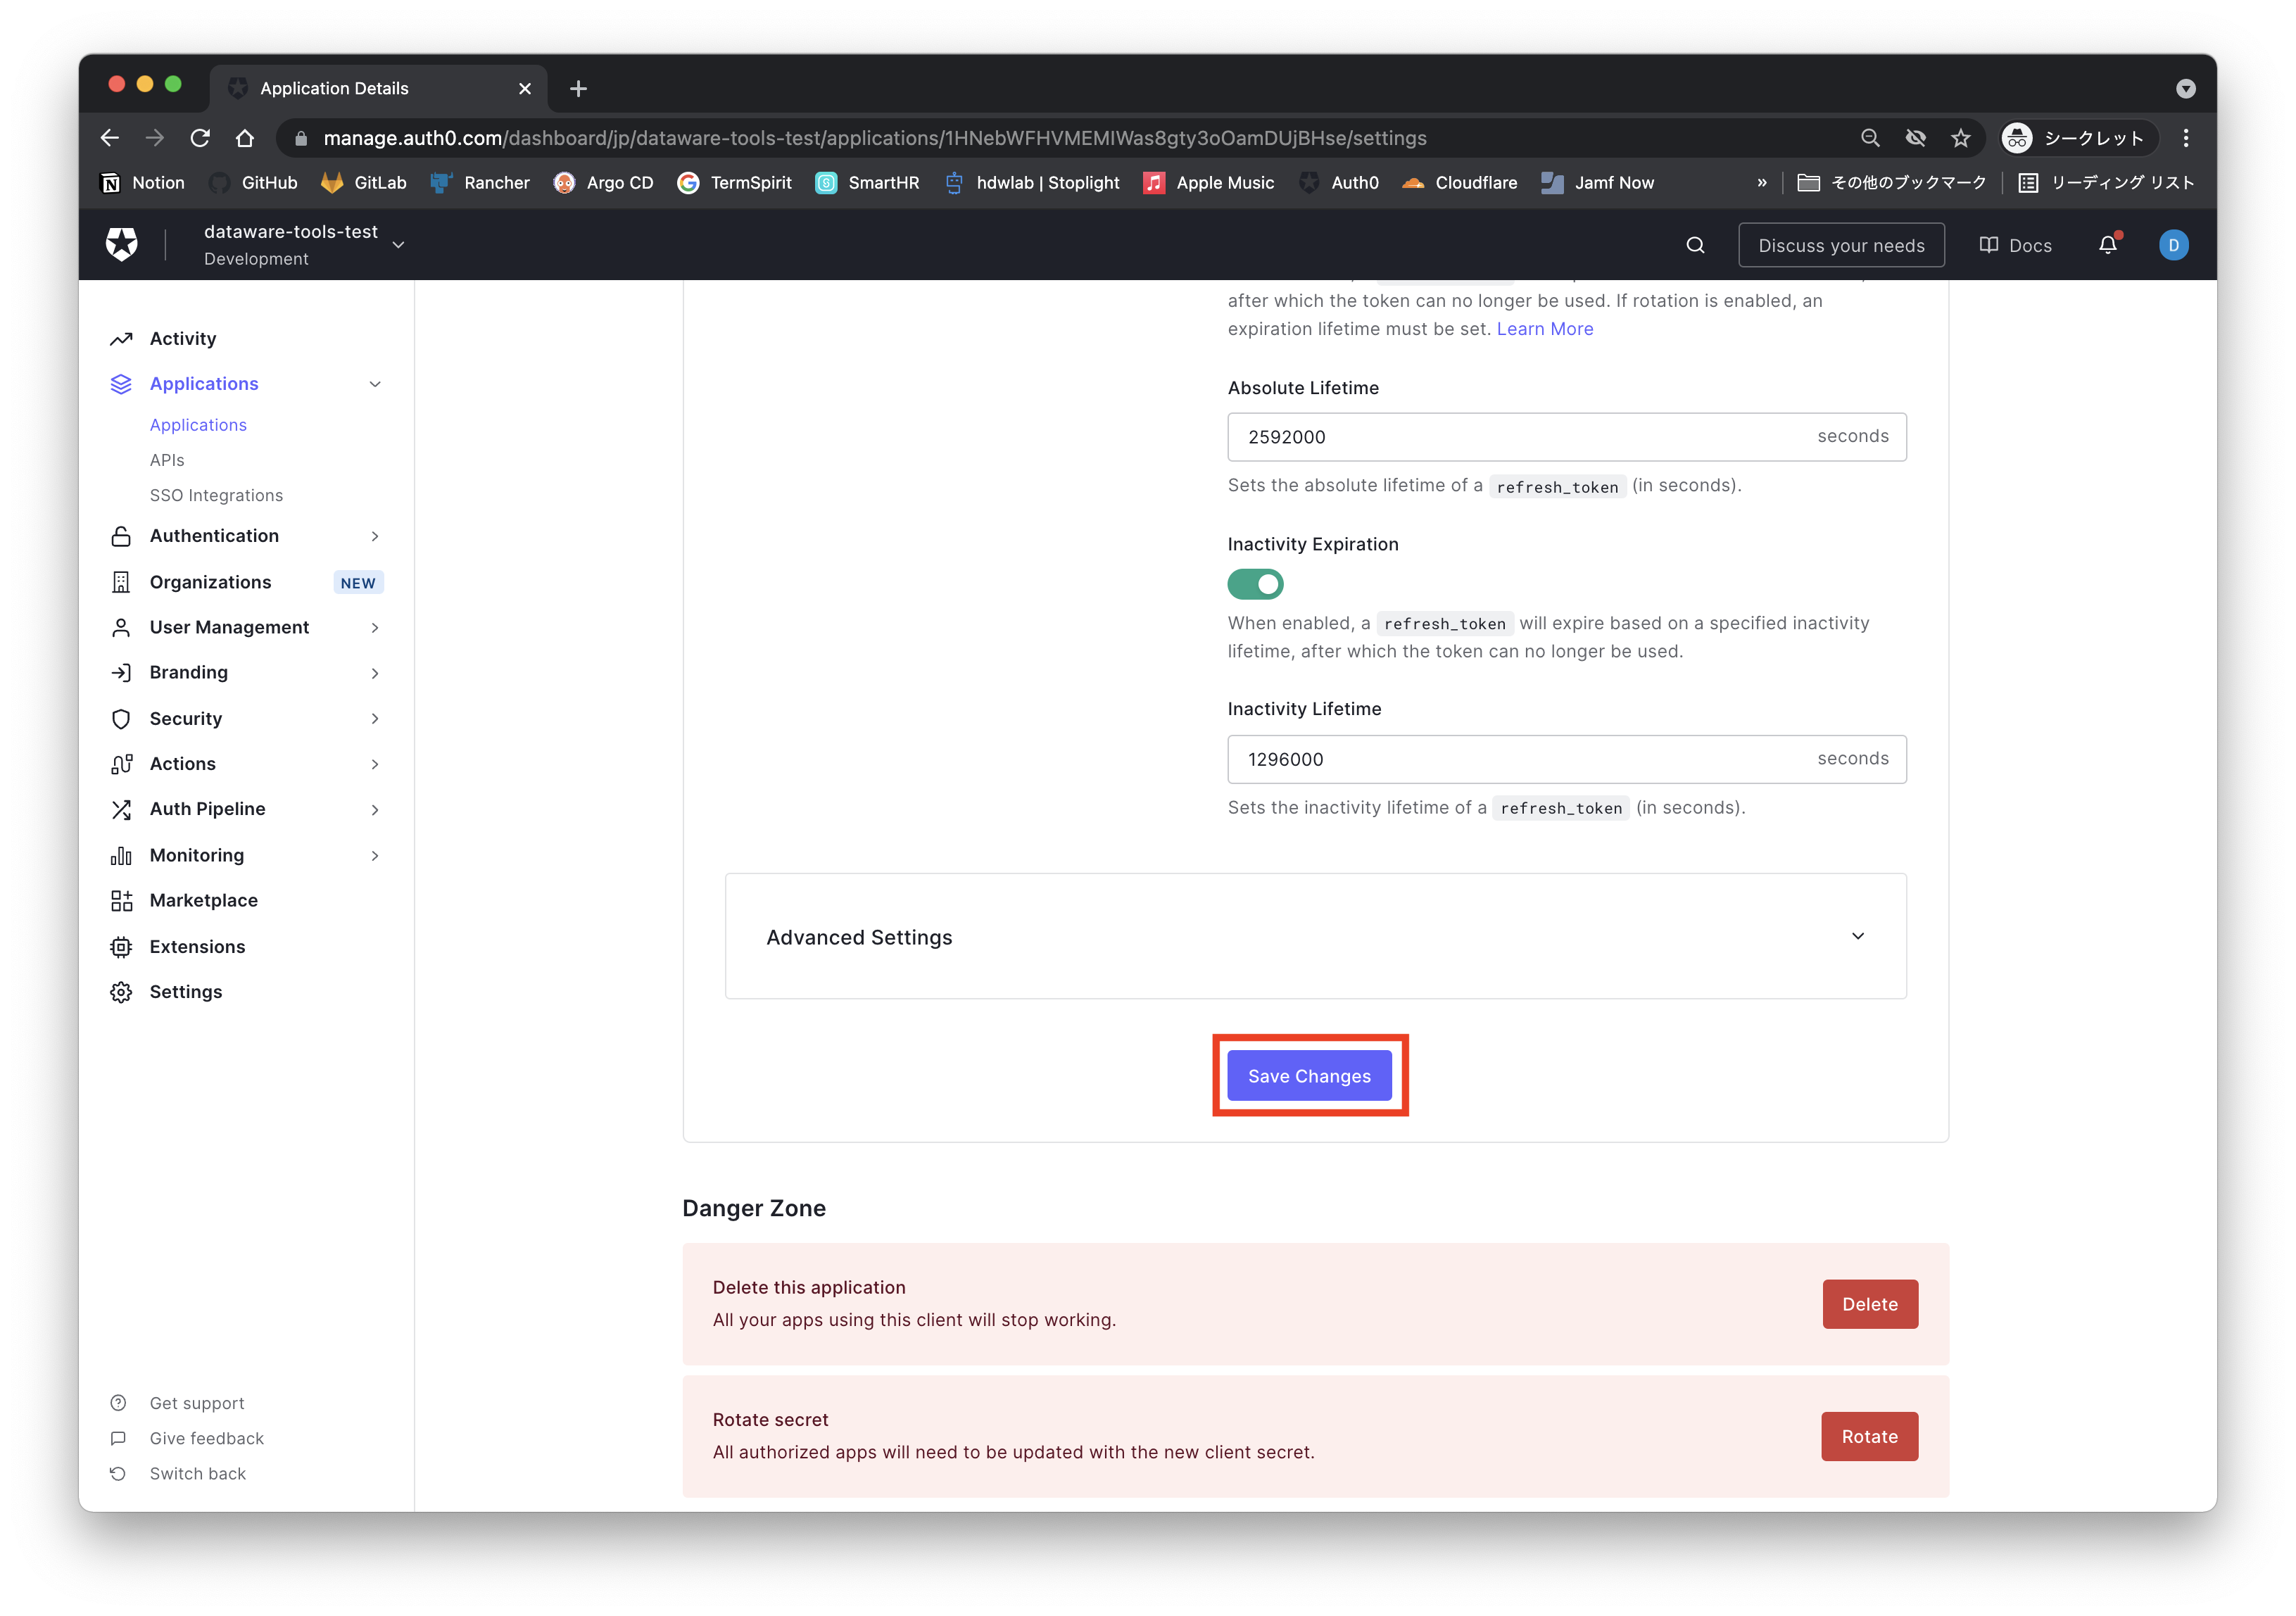 Application Details
manage.auth0.com/dashboard/jp/dataware-tools-test/applications/1HNebWFHVMEMIWas8gty3oOamDUjBHse/settings
シークレット
Notion GitHub GitLab Rancher Argo CD TermSpirit SmartHR hdwlab | Stoplight Apple Music Auth0 Cloudflare Jamf Now » その他のブックマーク リーディング リスト
dataware-tools-test
Development
Discuss your needs
Docs
D
Activity
Applications
Applications
APIs
SSO Integrations
Authentication
Organizations NEW
User Management
Branding
Security
Actions
Auth Pipeline
Monitoring
Marketplace
Extensions
Settings
Get support
Give feedback
Switch back
after which the token can no longer be used. If rotation is enabled, an
expiration lifetime must be set. Learn More
Absolute Lifetime
2592000 seconds
Sets the absolute lifetime of a refresh_token (in seconds).
Inactivity Expiration
When enabled, a refresh_token will expire based on a specified inactivity
lifetime, after which the token can no longer be used.
Inactivity Lifetime
1296000 seconds
Sets the inactivity lifetime of a refresh_token (in seconds).
Advanced Settings
Save Changes
Danger Zone
Delete this application
All your apps using this client will stop working.
Delete
Rotate secret
All authorized apps will need to be updated with the new client secret.
Rotate